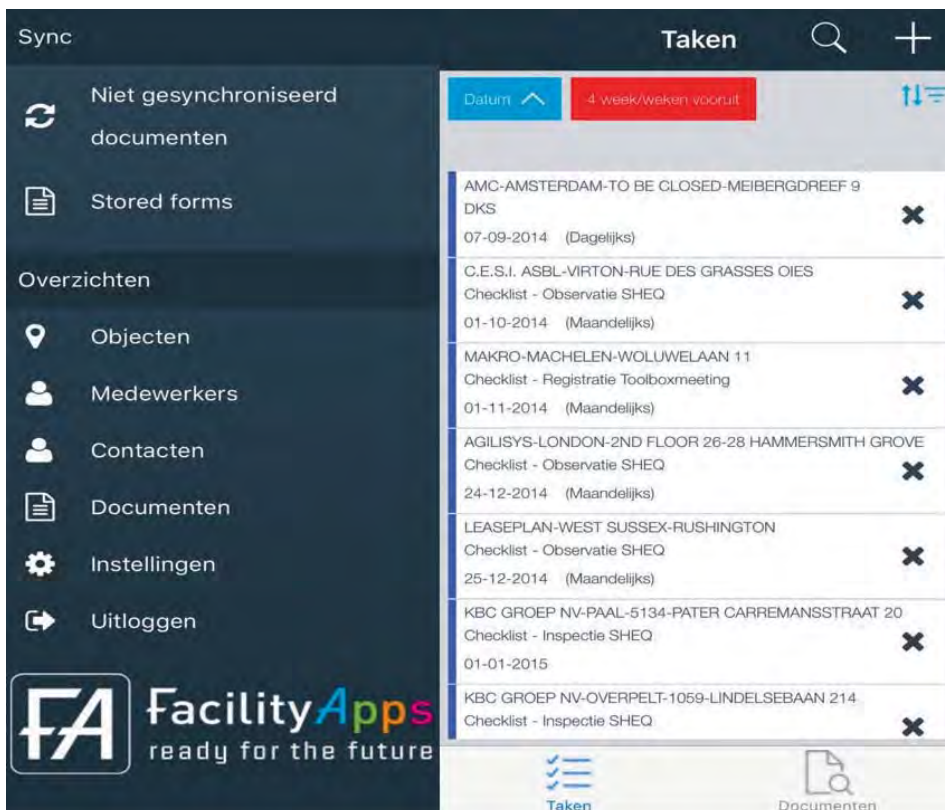 Sync
Niet gesynchroniseerd
documenten
Stored forms
Overzichten
Objecten
Medewerkers
Contacten
Documenten
Instellingen
Uitloggen
FA FacilityApps
ready for the future
Taken
Datum
4 week/weken vooruit
AMC-AMSTERDAM-TO BE CLOSED-MEIBERGDREEF 9
DKS
07-09-2014 (Dagelijks)
C.E.S.I. ASBL-VIRTON-RUE DES GRASSES OIES
Checklist - Observatie SHEQ
01-10-2014 (Maandelijks)
MAKRO-MACHELEN-WOLUWELAAN 11
Checklist - Registratie Toolboxmeeting
01-11-2014 (Maandelijks)
AGILISYS-LONDON-2ND FLOOR 26-28 HAMMERSMITH GROVE
Checklist - Observatie SHEQ
24-12-2014 (Maandelijks)
LEASEPLAN-WEST SUSSEX-RUSHINGTON
Checklist - Observatie SHEQ
25-12-2014 (Maandelijks)
KBC GROEP NV-PAAL-5134-PATER CARREMANSSTRAAT 20
Checklist - Inspectie SHEQ
01-01-2015
KBC GROEP NV-OVERPELT-1059-LINDELSEBAAN 214
Checklist - Inspectie SHEQ
Taken
Documenten